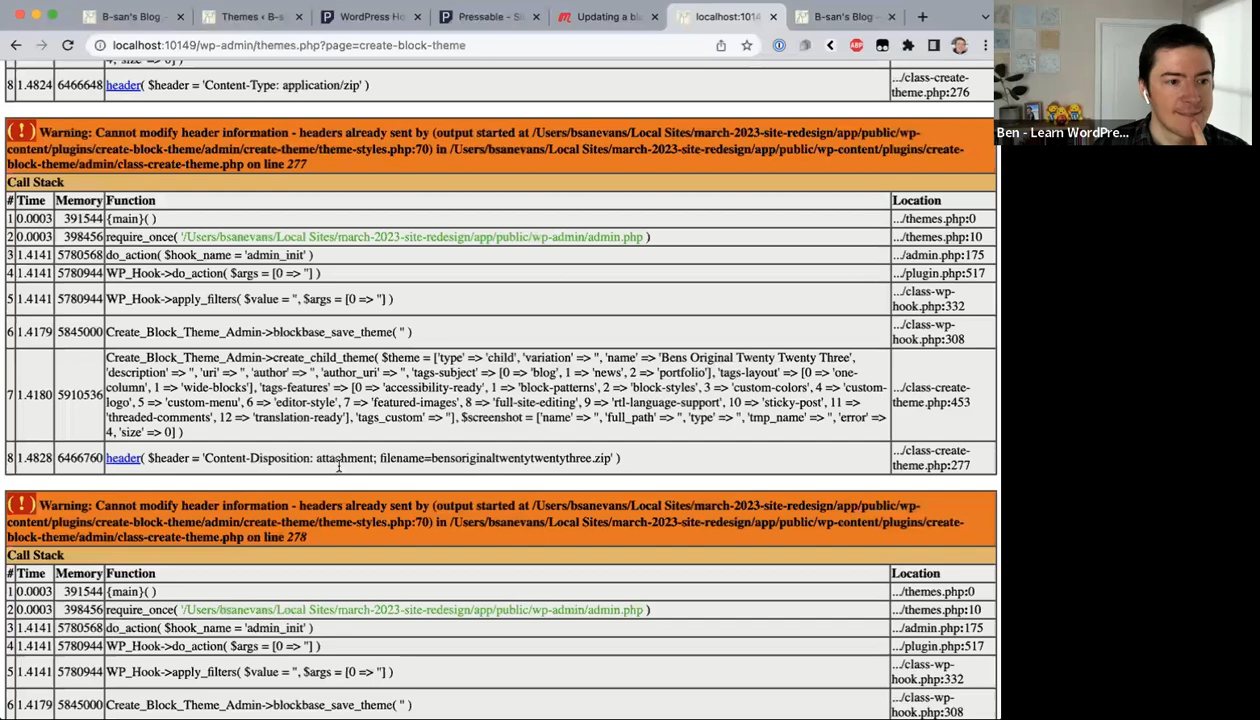 B-san's Blog –
Themes ‹ B-s
WordPress Ho
Pressable - Si
Updating a bl
localhost:1014
B-san's Blog –
localhost:10149/wp-admin/themes.php?page=create-block-theme
8 1.4824 6466648 header( $header = 'Content-Type: application/zip' ) .../class-create-theme.php:276
( ! ) Warning: Cannot modify header information - headers already sent by (output started at /Users/bsanevans/Local Sites/march-2023-site-redesign/app/public/wp-
content/plugins/create-block-theme/admin/create-theme/theme-styles.php:70) in /Users/bsanevans/Local Sites/march-2023-site-redesign/app/public/wp-content/plugins/create-
block-theme/admin/class-create-theme.php on line 277
Call Stack
# Time Memory Function Location
1 0.0003 391544 {main}( ) .../themes.php:0
2 0.0003 398456 require_once( '/Users/bsanevans/Local Sites/march-2023-site-redesign/app/public/wp-admin/admin.php ) .../themes.php:10
3 1.4141 5780568 do_action( $hook_name = 'admin_init' ) .../admin.php:175
4 1.4141 5780944 WP_Hook->do_action( $args = [0 => ''] ) .../plugin.php:517
5 1.4141 5780944 WP_Hook->apply_filters( $value = '', $args = [0 => ''] ) .../class-wp-hook.php:332
6 1.4179 5845000 Create_Block_Theme_Admin->blockbase_save_theme( '' ) .../class-wp-hook.php:308
Create_Block_Theme_Admin->create_child_theme( $theme = ['type' => 'child', 'variation' => '', 'name' => 'Bens Original Twenty Twenty Three',
'description' => '', 'uri' => '', 'author' => '', 'author_uri' => '', 'tags-subject' => [0 => 'blog', 1 => 'news', 2 => 'portfolio'], 'tags-layout' => [0 => 'one-
column', 1 => 'wide-blocks'], 'tags-features' => [0 => 'accessibility-ready', 1 => 'block-patterns', 2 => 'block-styles', 3 => 'custom-colors', 4 => 'custom-
7 1.4180 5910536 logo', 5 => 'custom-menu', 6 => 'editor-style', 7 => 'featured-images', 8 => 'full-site-editing', 9 => 'rtl-language-support', 10 => 'sticky-post', 11 => .../class-create-theme.php:453
'threaded-comments', 12 => 'translation-ready'], 'tags_custom' => ''], $screenshot = ['name' => '', 'full_path' => '', 'type' => '', 'tmp_name' => '', 'error' =>
4, 'size' => 0] )
8 1.4828 6466760 header( $header = 'Content-Disposition: attachment; filename=bensoriginaltwentytwentythree.zip' ) .../class-create-theme.php:277
( ! ) Warning: Cannot modify header information - headers already sent by (output started at /Users/bsanevans/Local Sites/march-2023-site-redesign/app/public/wp-
content/plugins/create-block-theme/admin/create-theme/theme-styles.php:70) in /Users/bsanevans/Local Sites/march-2023-site-redesign/app/public/wp-content/plugins/create-
block-theme/admin/class-create-theme.php on line 278
Call Stack
# Time Memory Function Location
1 0.0003 391544 {main}( ) .../themes.php:0
2 0.0003 398456 require_once( '/Users/bsanevans/Local Sites/march-2023-site-redesign/app/public/wp-admin/admin.php ) .../themes.php:10
3 1.4141 5780568 do_action( $hook_name = 'admin_init' ) .../admin.php:175
4 1.4141 5780944 WP_Hook->do_action( $args = [0 => ''] ) .../plugin.php:517
5 1.4141 5780944 WP_Hook->apply_filters( $value = '', $args = [0 => ''] ) .../class-wp-hook.php:332
6 1.4179 5845000 Create_Block_Theme_Admin->blockbase_save_theme( '' ) .../class-wp-hook.php:308
Ben - Learn WordPre...